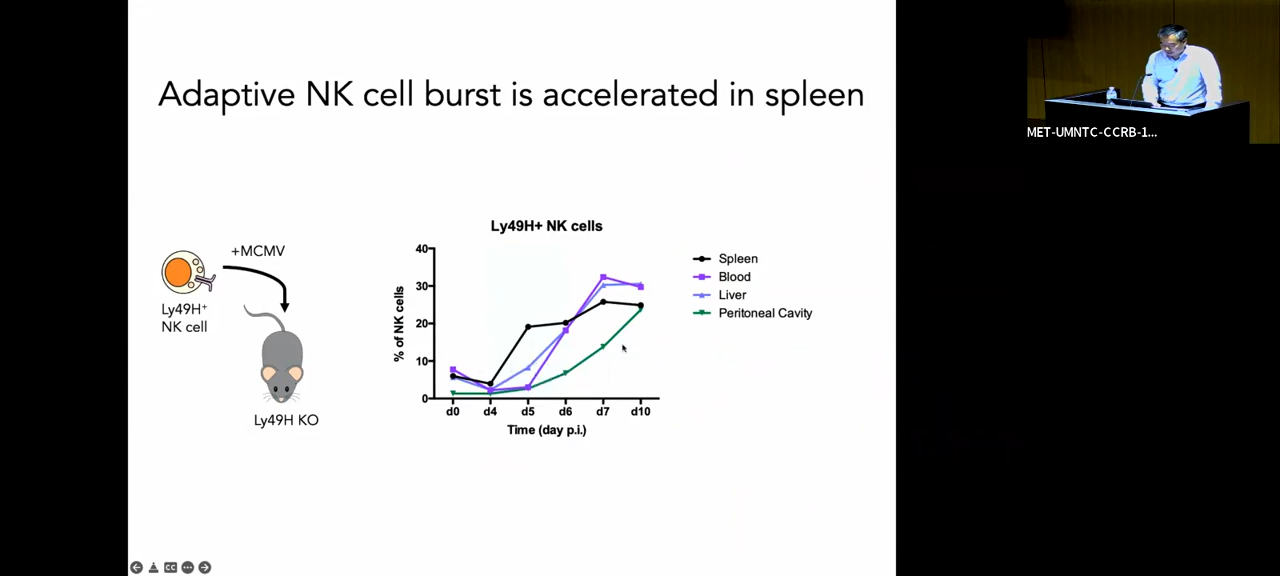 Adaptive NK cell burst is accelerated in spleen
+MCMV
Ly49H⁺
NK cell
Ly49H KO
Ly49H+ NK cells
% of NK cells
40
30
20
10
0
d0 d4 d5 d6 d7 d10
Time (day p.i.)
Spleen
Blood
Liver
Peritoneal Cavity
CC
MET-UMNTC-CCRB-1...